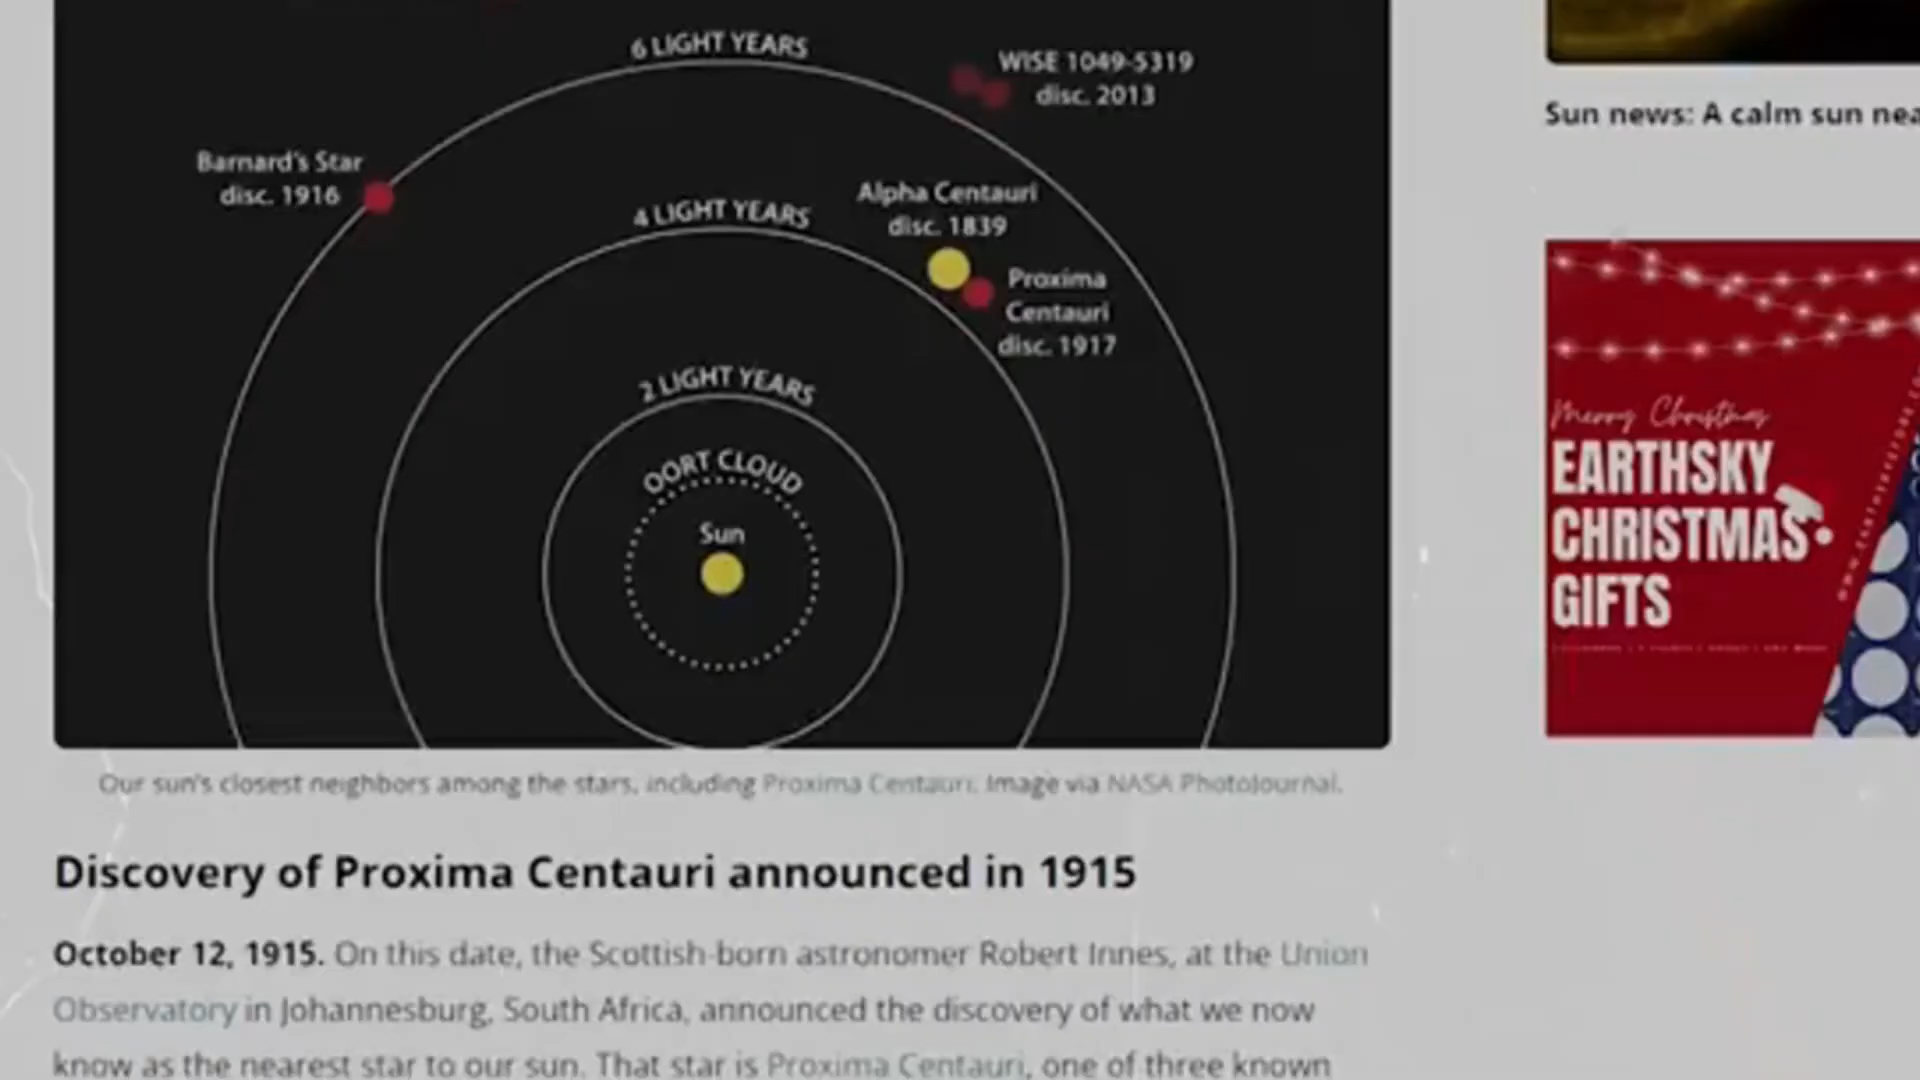 6 LIGHT YEARS
WISE 1049-5319
disc. 2013
Barnard's Star
disc. 1916
Alpha Centauri
disc. 1839
4 LIGHT YEARS
Proxima
Centauri
disc. 1917
2 LIGHT YEARS
OORT CLOUD
Sun
Our sun's closest neighbors among the stars, including Proxima Centauri. Image via NASA PhotoJournal.
Discovery of Proxima Centauri announced in 1915
October 12, 1915. On this date, the Scottish-born astronomer Robert Innes, at the Union
Observatory in Johannesburg, South Africa, announced the discovery of what we now
know as the nearest star to our sun. That star is Proxima Centauri, one of three known
Sun news: A calm sun nea
Merry Christmas
EARTHSKY
CHRISTMAS
GIFTS